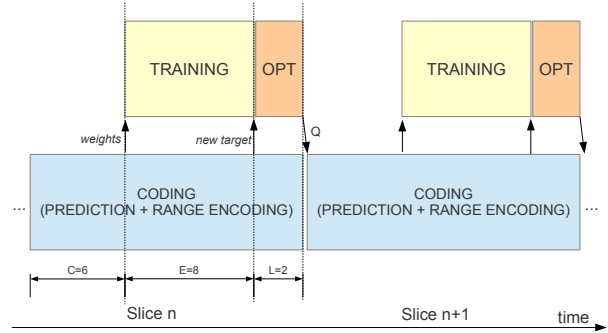 TRAINING OPT TRAINING OPT
weights new target Q
CODING
(PREDICTION + RANGE ENCODING)
CODING
(PREDICTION + RANGE ENCODING)
... ...
C=6 E=8 L=2
Slice n Slice n+1 time